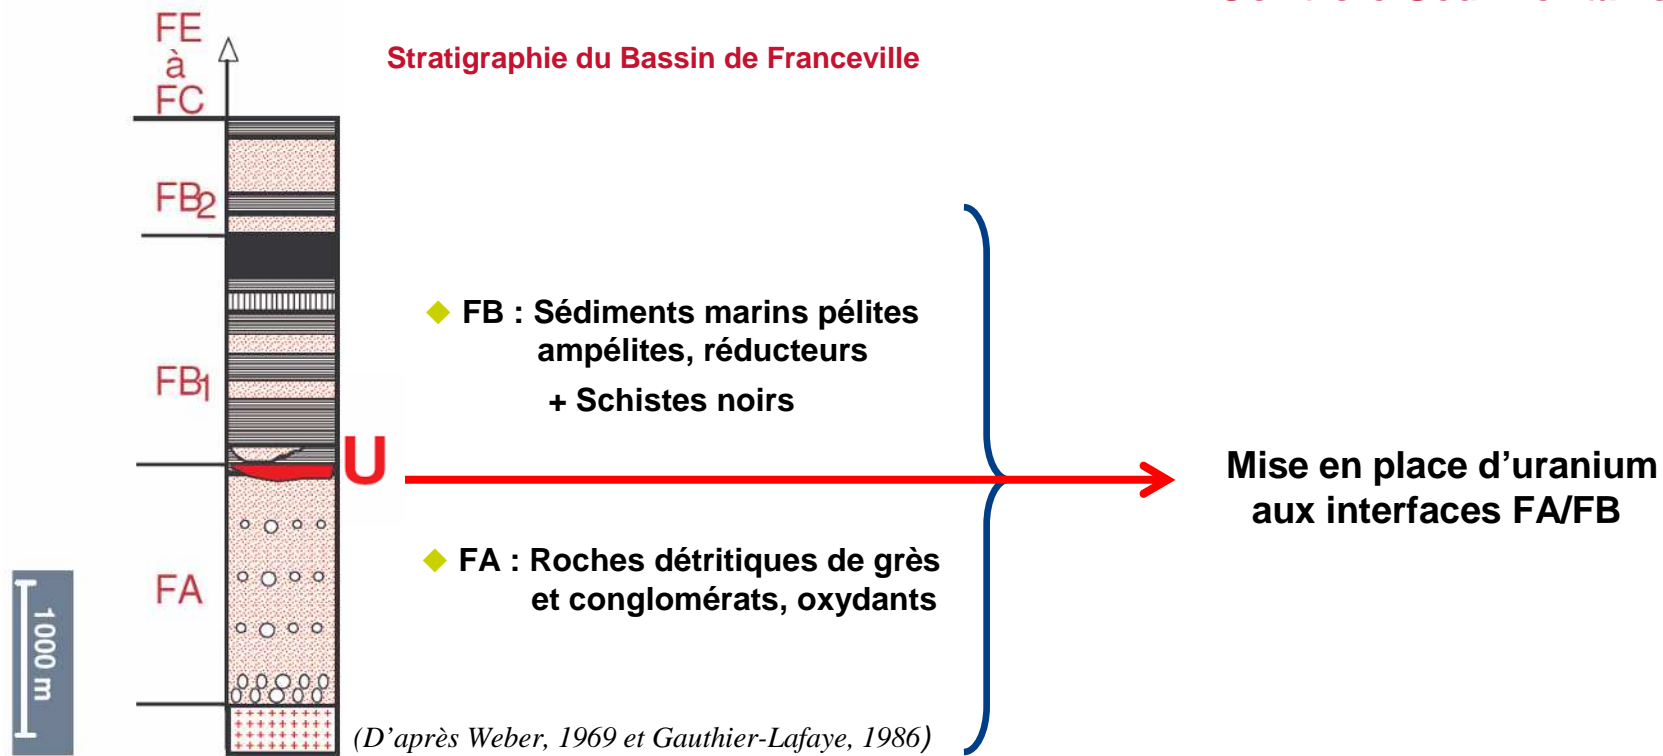 Stratigraphie du Bassin de Franceville
FE
à
FC
FB2
FB1
U
FA
1000 m
FB : Sédiments marins pélites
ampélites, réducteurs
+ Schistes noirs
FA : Roches détritiques de grès
et conglomérats, oxydants
Mise en place d’uranium
aux interfaces FA/FB
(D’après Weber, 1969 et Gauthier-Lafaye, 1986)